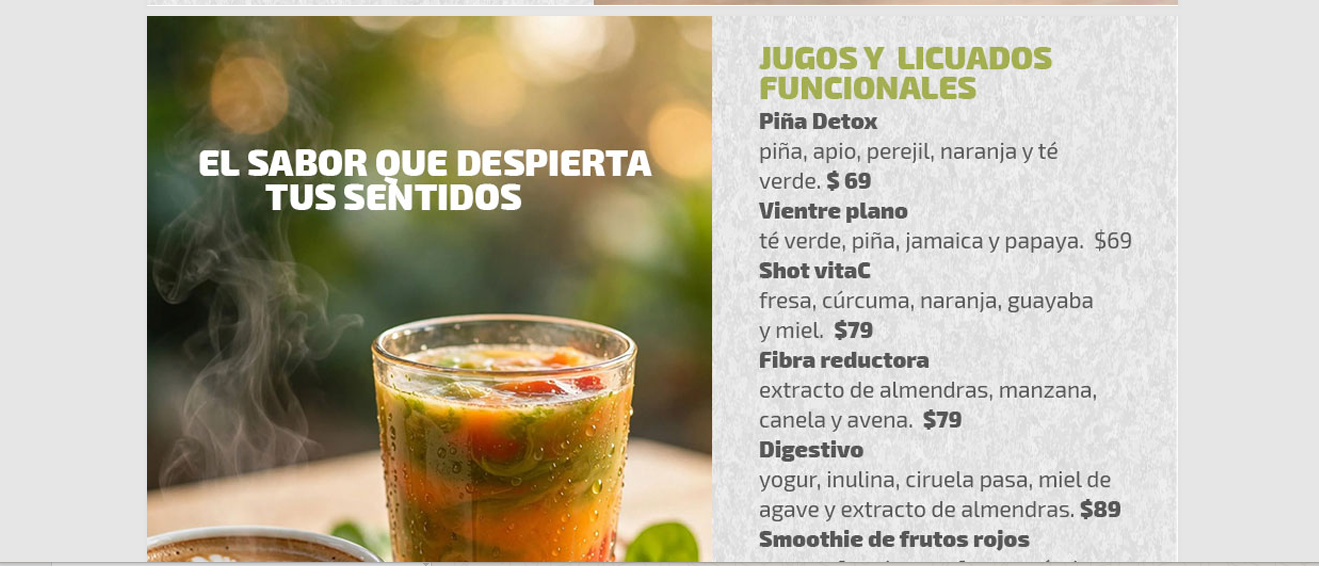 EL SABOR QUE DESPIERTA
TUS SENTIDOS
JUGOS Y LICUADOS
FUNCIONALES
Piña Detox
piña, apio, perejil, naranja y té
verde. $ 69
Vientre plano
té verde, piña, jamaica y papaya. $69
Shot vitaC
fresa, cúrcuma, naranja, guayaba
y miel. $79
Fibra reductora
extracto de almendras, manzana,
canela y avena. $79
Digestivo
yogur, inulina, ciruela pasa, miel de
agave y extracto de almendras. $89
Smoothie de frutos rojos